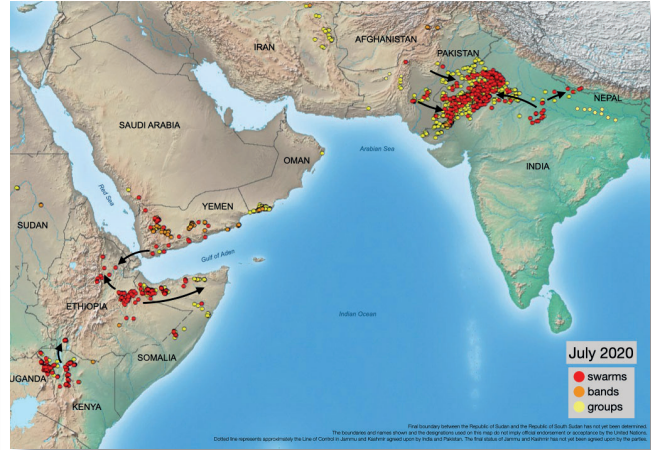 IRAN
AFGHANISTAN
PAKISTAN
NEPAL
SAUDI ARABIA
OMAN
Arabian Sea
INDIA
Red Sea
YEMEN
SUDAN
Gulf of Aden
ETHIOPIA
Indian Ocean
SOMALIA
UGANDA
KENYA
July 2020
swarms
bands
groups
Final boundary between the Republic of Sudan and the Republic of South Sudan has not yet been determined.
The boundaries and names shown and the designations used on this map do not imply official endorsement or acceptance by the United Nations.
Dotted line represents approximately the Line of Control in Jammu and Kashmir agreed upon by India and Pakistan. The final status of Jammu and Kashmir has not yet been agreed upon by the parties.